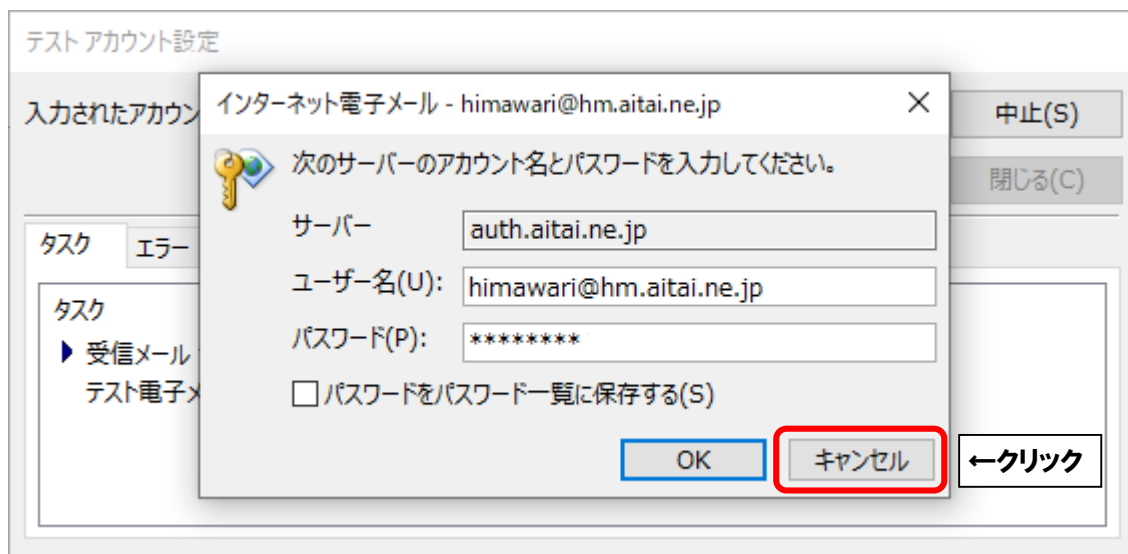 テスト アカウント設定
入力されたアカウン
中止(S)
閉じる(C)
インターネット電子メール - himawari@hm.aitai.ne.jp
次のサーバーのアカウント名とパスワードを入力してください。
サーバー auth.aitai.ne.jp
ユーザー名(U): himawari@hm.aitai.ne.jp
パスワード(P): ********
パスワードをパスワード一覧に保存する(S)
OK キャンセル ←クリック
タスク エラー
タスク
受信メール
テスト電子メ